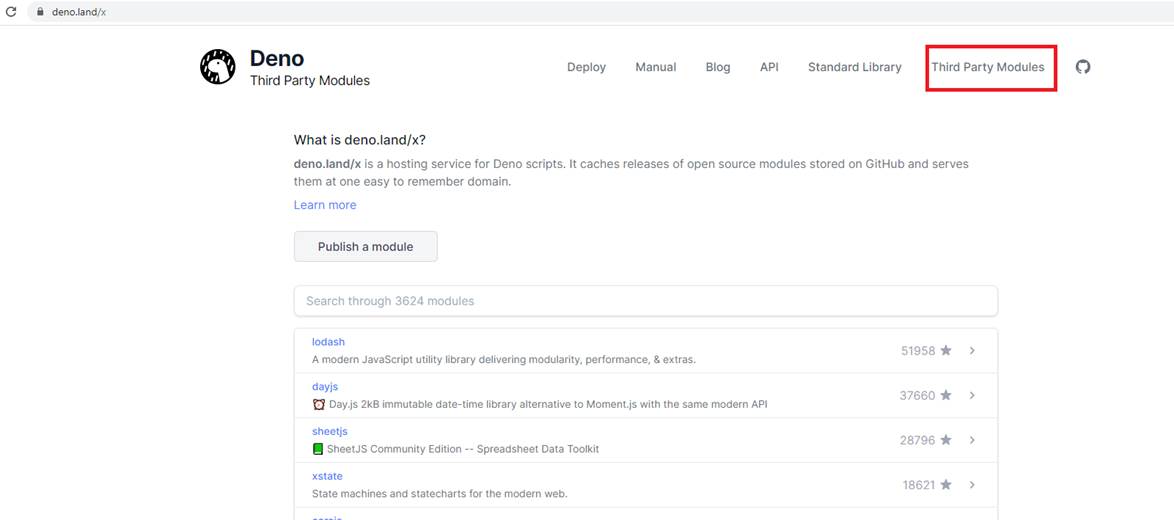 deno.land/x
Deno
Third Party Modules
Deploy Manual Blog API Standard Library Third Party Modules
What is deno.land/x?
deno.land/x is a hosting service for Deno scripts. It caches releases of open source modules stored on GitHub and serves
them at one easy to remember domain.
Learn more
Publish a module
Search through 3624 modules
lodash
A modern JavaScript utility library delivering modularity, performance, & extras.
51958
dayjs
Day.js 2kB immutable date-time library alternative to Moment.js with the same modern API
37660
sheetjs
SheetJS Community Edition -- Spreadsheet Data Toolkit
28796
xstate
State machines and statecharts for the modern web.
18621